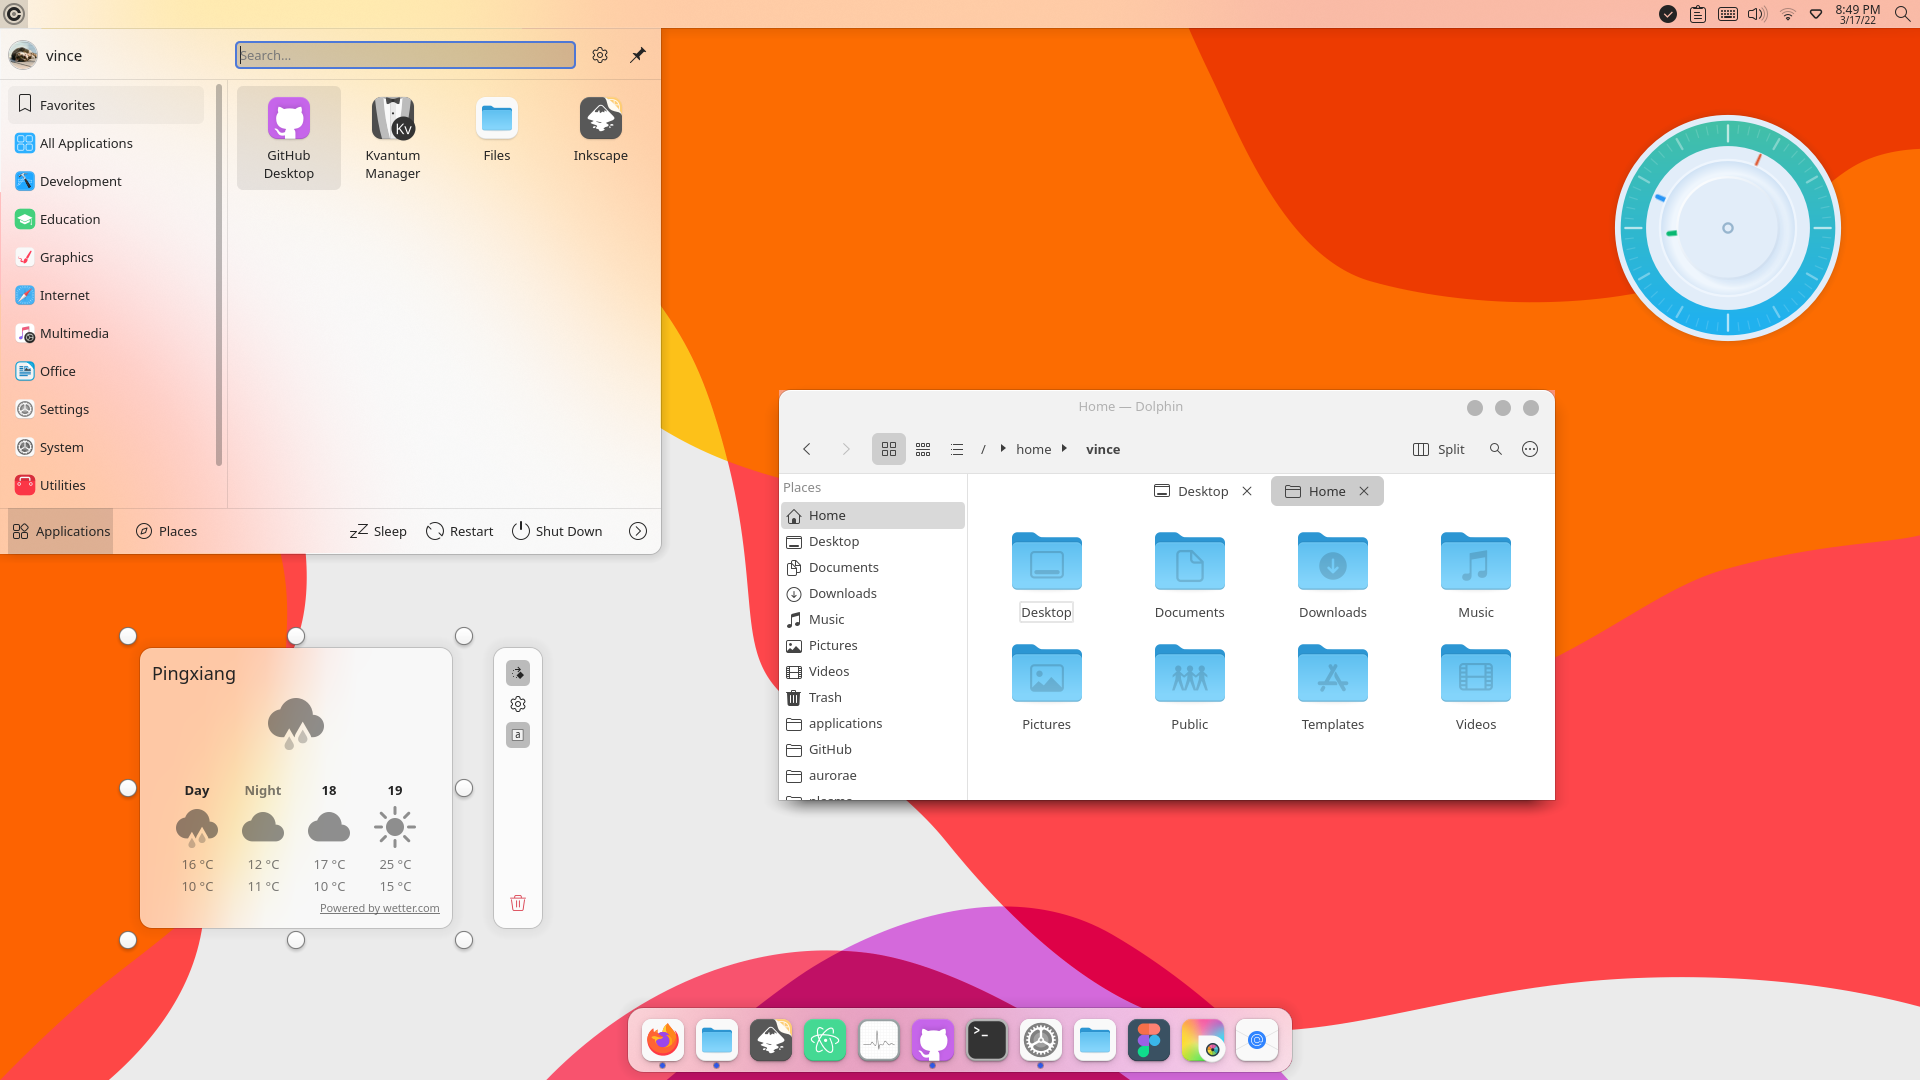 8:49 PM
3/17/22
vince
Search...
Favorites
All Applications
Development
Education
Graphics
Internet
Multimedia
Office
Settings
System
Utilities
GitHub
Desktop
Kvantum
Manager
Kv
Files
Inkscape
Applications
Places
Sleep
Restart
Shut Down
Home — Dolphin
/ home vince
Split
Places
Home
Desktop
Documents
Downloads
Music
Pictures
Videos
Trash
applications
GitHub
aurorae
Desktop
Home
Desktop
Documents
Downloads
Music
Pictures
Public
Templates
Videos
Pingxiang
Day Night 18 19
16 °C 12 °C 17 °C 25 °C
10 °C 11 °C 10 °C 15 °C
Powered by wetter.com
a
>_